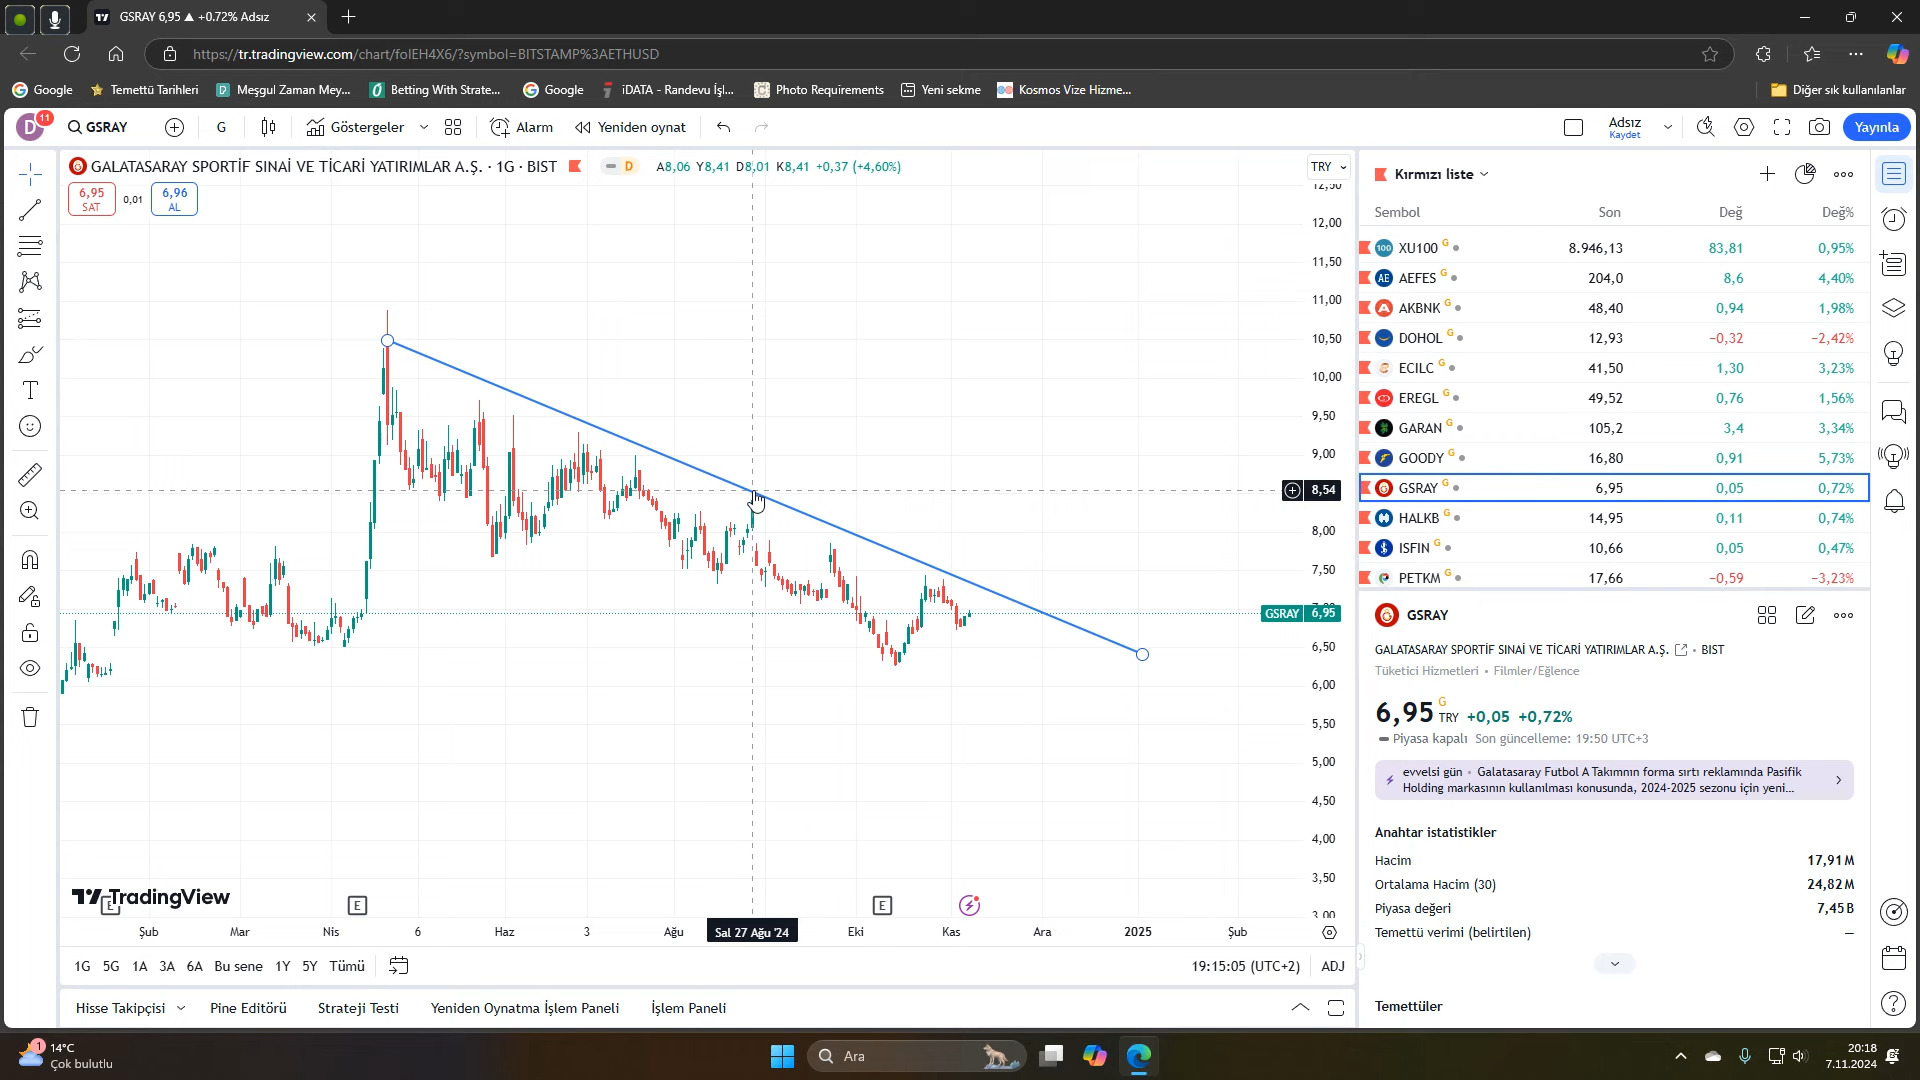 GSRAY 6,95 ▲ +0.72% Adsız
https://tr.tradingview.com/chart/foIEH4X6/?symbol=BITSTAMP%3AETHUSD
Google Temettü Tarihleri Meşgul Zaman Mey... Betting With Strate... Google iDATA - Randevu İşl... Photo Requirements Yeni sekme Kosmos Vize Hizme... Diğer sık kullanılanlar
D 11 GSRAY G Göstergeler Alarm Yeniden oynat Adsız Kaydet Yayınla
GALATASARAY SPORTİF SINAİ VE TİCARİ YATIRIMLAR A.Ş. · 1G · BIST D A8,06 Y8,41 D8,01 K8,41 +0,37 (+4,60%) TRY
6,95 SAT 0,01 6,96 AL
12,50
12,00
11,50
11,00
10,50
10,00
9,50
9,00
8,54
8,00
7,50
GSRAY 6,95
6,50
6,00
5,50
5,00
4,50
4,00
3,50
3,00
TradingView
E E E
Şub Mar Nis 6 Haz 3 Ağu Sal 27 Ağu '24 Eki Kas Ara 2025 Şub
1G 5G 1A 3A 6A Bu sene 1Y 5Y Tümü 19:15:05 (UTC+2) ADJ
Hisse Takipçisi Pine Editörü Strateji Testi Yeniden Oynatma İşlem Paneli İşlem Paneli
Kırmızı liste
Sembol Son Değ Değ%
100 XU100 G 8.946,13 83,81 0,95%
AE AEFES G 204,0 8,6 4,40%
AKBNK G 48,40 0,94 1,98%
DOHOL G 12,93 −0,32 −2,42%
ECILC G 41,50 1,30 3,23%
EREGL G 49,52 0,76 1,56%
GARAN G 105,2 3,4 3,34%
GOODY G 16,80 0,91 5,73%
GSRAY G 6,95 0,05 0,72%
HALKB G 14,95 0,11 0,74%
ISFIN G 10,66 0,05 0,47%
PETKM G 17,66 −0,59 −3,23%
GSRAY
GALATASARAY SPORTİF SINAİ VE TİCARİ YATIRIMLAR A.Ş. • BIST
Tüketici Hizmetleri • Filmler/Eğlence
6,95 G TRY +0,05 +0,72%
Piyasa kapalı Son güncelleme: 19:50 UTC+3
evvelsi gün • Galatasaray Futbol A Takımnın forma sırtı reklamında Pasifik
Holding markasının kullanılması konusunda, 2024-2025 sezonu için yeni...
Anahtar istatistikler
Hacim 17,91M
Ortalama Hacim (30) 24,82M
Piyasa değeri 7,45B
Temettü verimi (belirtilen) —
Temettüler
1 14°C
Çok bulutlu
Ara
20:18
7.11.2024